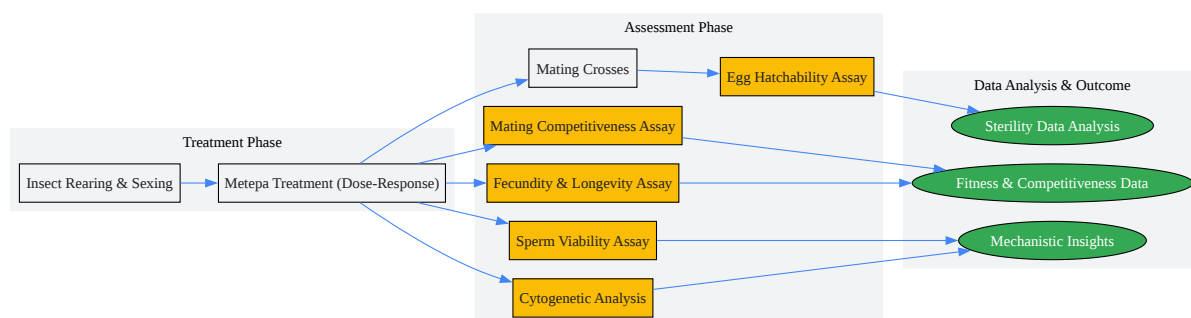 Treatment Phase
Insect Rearing & Sexing
Metepa Treatment (Dose-Response)
Assessment Phase
Mating Crosses
Egg Hatchability Assay
Mating Competitiveness Assay
Fecundity & Longevity Assay
Sperm Viability Assay
Cytogenetic Analysis
Data Analysis & Outcome
Sterility Data Analysis
Fitness & Competitiveness Data
Mechanistic Insights